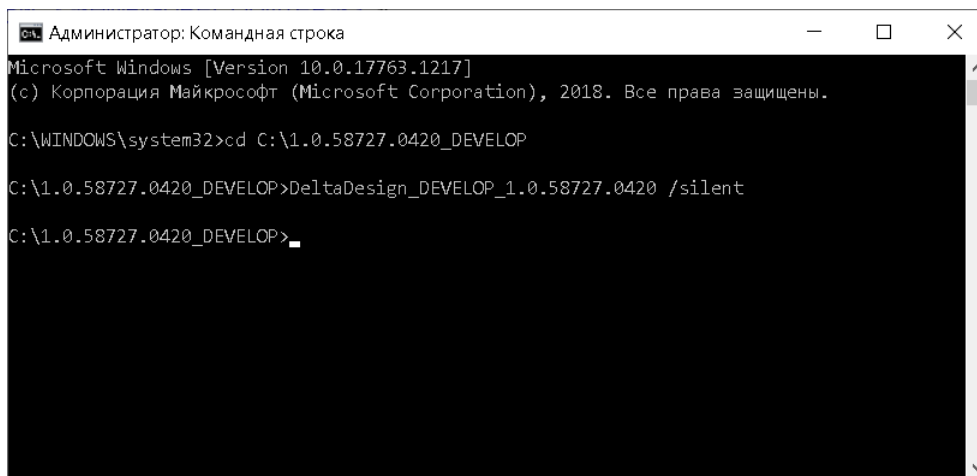 Администратор: Командная строка
Microsoft Windows [Version 10.0.17763.1217]
(c) Корпорация Майкрософт (Microsoft Corporation), 2018. Все права защищены.
C:\WINDOWS\system32>cd C:\1.0.58727.0420_DEVELOP
C:\1.0.58727.0420_DEVELOP>DeltaDesign_DEVELOP_1.0.58727.0420 /silent
C:\1.0.58727.0420_DEVELOP>